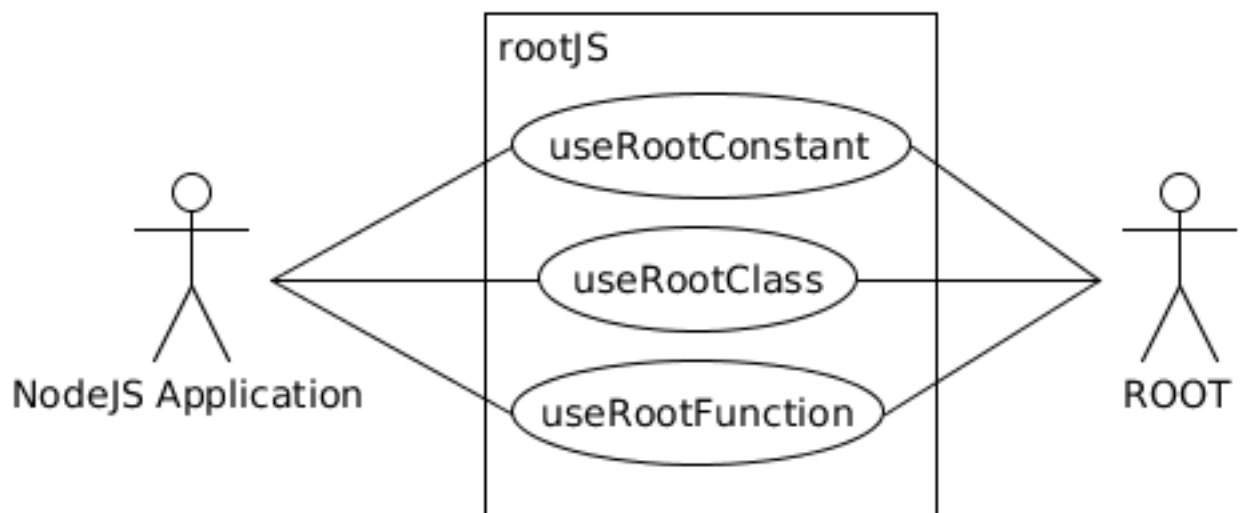 rootJS
useRootConstant
useRootClass
useRootFunction
NodeJS Application
ROOT